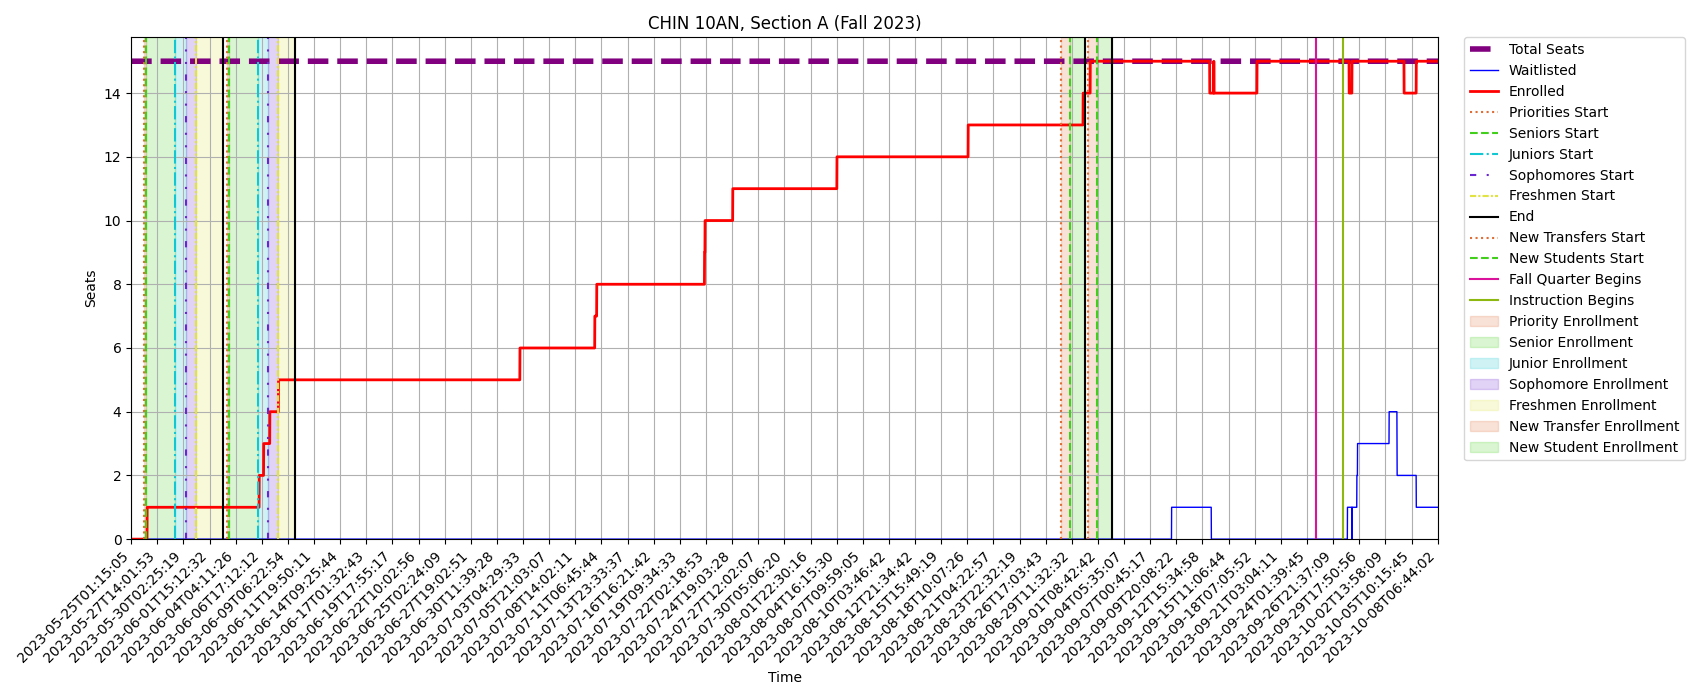 CHIN 10AN, Section A (Fall 2023)
Seats
14
12
10
8
6
4
2
0
2023-05-25T01:15:05
2023-05-27T14:01:53
2023-05-30T02:25:19
2023-06-01T15:12:32
2023-06-04T04:11:26
2023-06-06T17:12:12
2023-06-09T06:22:54
2023-06-11T19:50:11
2023-06-14T09:25:44
2023-06-17T01:32:43
2023-06-19T17:55:17
2023-06-22T10:02:56
2023-06-25T02:24:09
2023-06-27T19:02:51
2023-06-30T11:39:28
2023-07-03T04:29:33
2023-07-05T21:03:07
2023-07-08T14:02:11
2023-07-11T06:45:44
2023-07-13T23:33:37
2023-07-16T16:21:42
2023-07-19T09:34:33
2023-07-22T02:18:53
2023-07-24T19:03:28
2023-07-27T12:02:07
2023-07-30T05:06:20
2023-08-01T22:30:16
2023-08-04T16:15:30
2023-08-07T09:59:05
2023-08-10T03:46:42
2023-08-12T21:34:42
2023-08-15T15:49:19
2023-08-18T10:07:26
2023-08-21T04:22:57
2023-08-23T22:32:19
2023-08-26T17:03:43
2023-08-29T11:32:32
2023-09-01T08:42:42
2023-09-04T05:35:07
2023-09-07T00:45:17
2023-09-09T20:08:22
2023-09-12T15:34:58
2023-09-15T11:06:44
2023-09-18T07:05:52
2023-09-21T03:04:11
2023-09-24T01:39:45
2023-09-26T21:37:09
2023-09-29T17:50:56
2023-10-02T13:58:09
2023-10-05T10:15:45
2023-10-08T06:44:02
Time
Total Seats
Waitlisted
Enrolled
Priorities Start
Seniors Start
Juniors Start
Sophomores Start
Freshmen Start
End
New Transfers Start
New Students Start
Fall Quarter Begins
Instruction Begins
Priority Enrollment
Senior Enrollment
Junior Enrollment
Sophomore Enrollment
Freshmen Enrollment
New Transfer Enrollment
New Student Enrollment